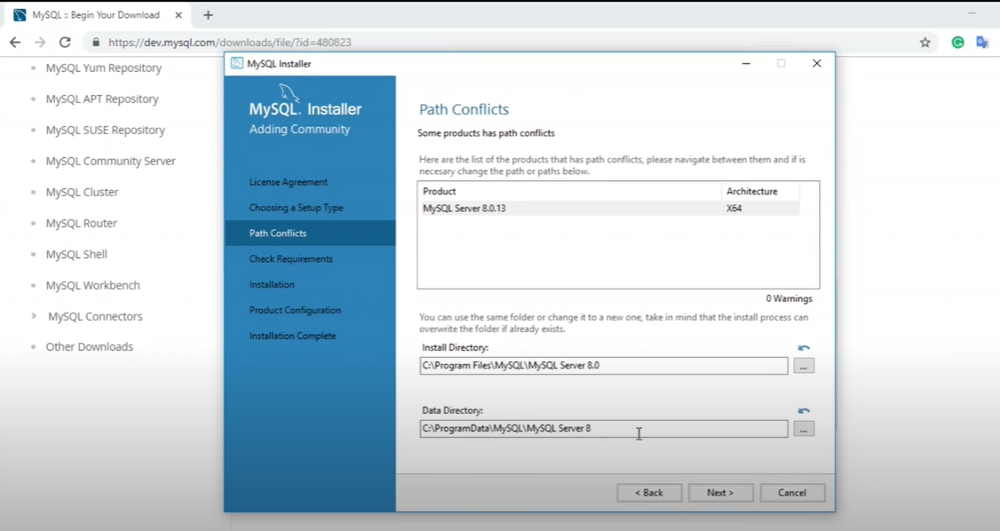 MySQL :: Begin Your Download
https://dev.mysql.com/downloads/file/?id=480823
MySQL Yum Repository
MySQL APT Repository
MySQL SUSE Repository
MySQL Community Server
MySQL Cluster
MySQL Router
MySQL Shell
MySQL Workbench
MySQL Connectors
Other Downloads
MySQL Installer
MySQL. Installer
Adding Community
License Agreement
Choosing a Setup Type
Path Conflicts
Check Requirements
Installation
Product Configuration
Installation Complete
Path Conflicts
Some products has path conflicts
Here are the list of the products that has path conflicts, please navigate between them and if is
necesary change the path or paths below.
Product Architecture
MySQL Server 8.0.13 X64
0 Warnings
You can use the same folder or change it to a new one, take in mind that the install process can
overwrite the folder if already exists.
Install Directory:
C:\Program Files\MySQL\MySQL Server 8.0
...
Data Directory:
C:\ProgramData\MySQL\MySQL Server 8
...
< Back Next > Cancel